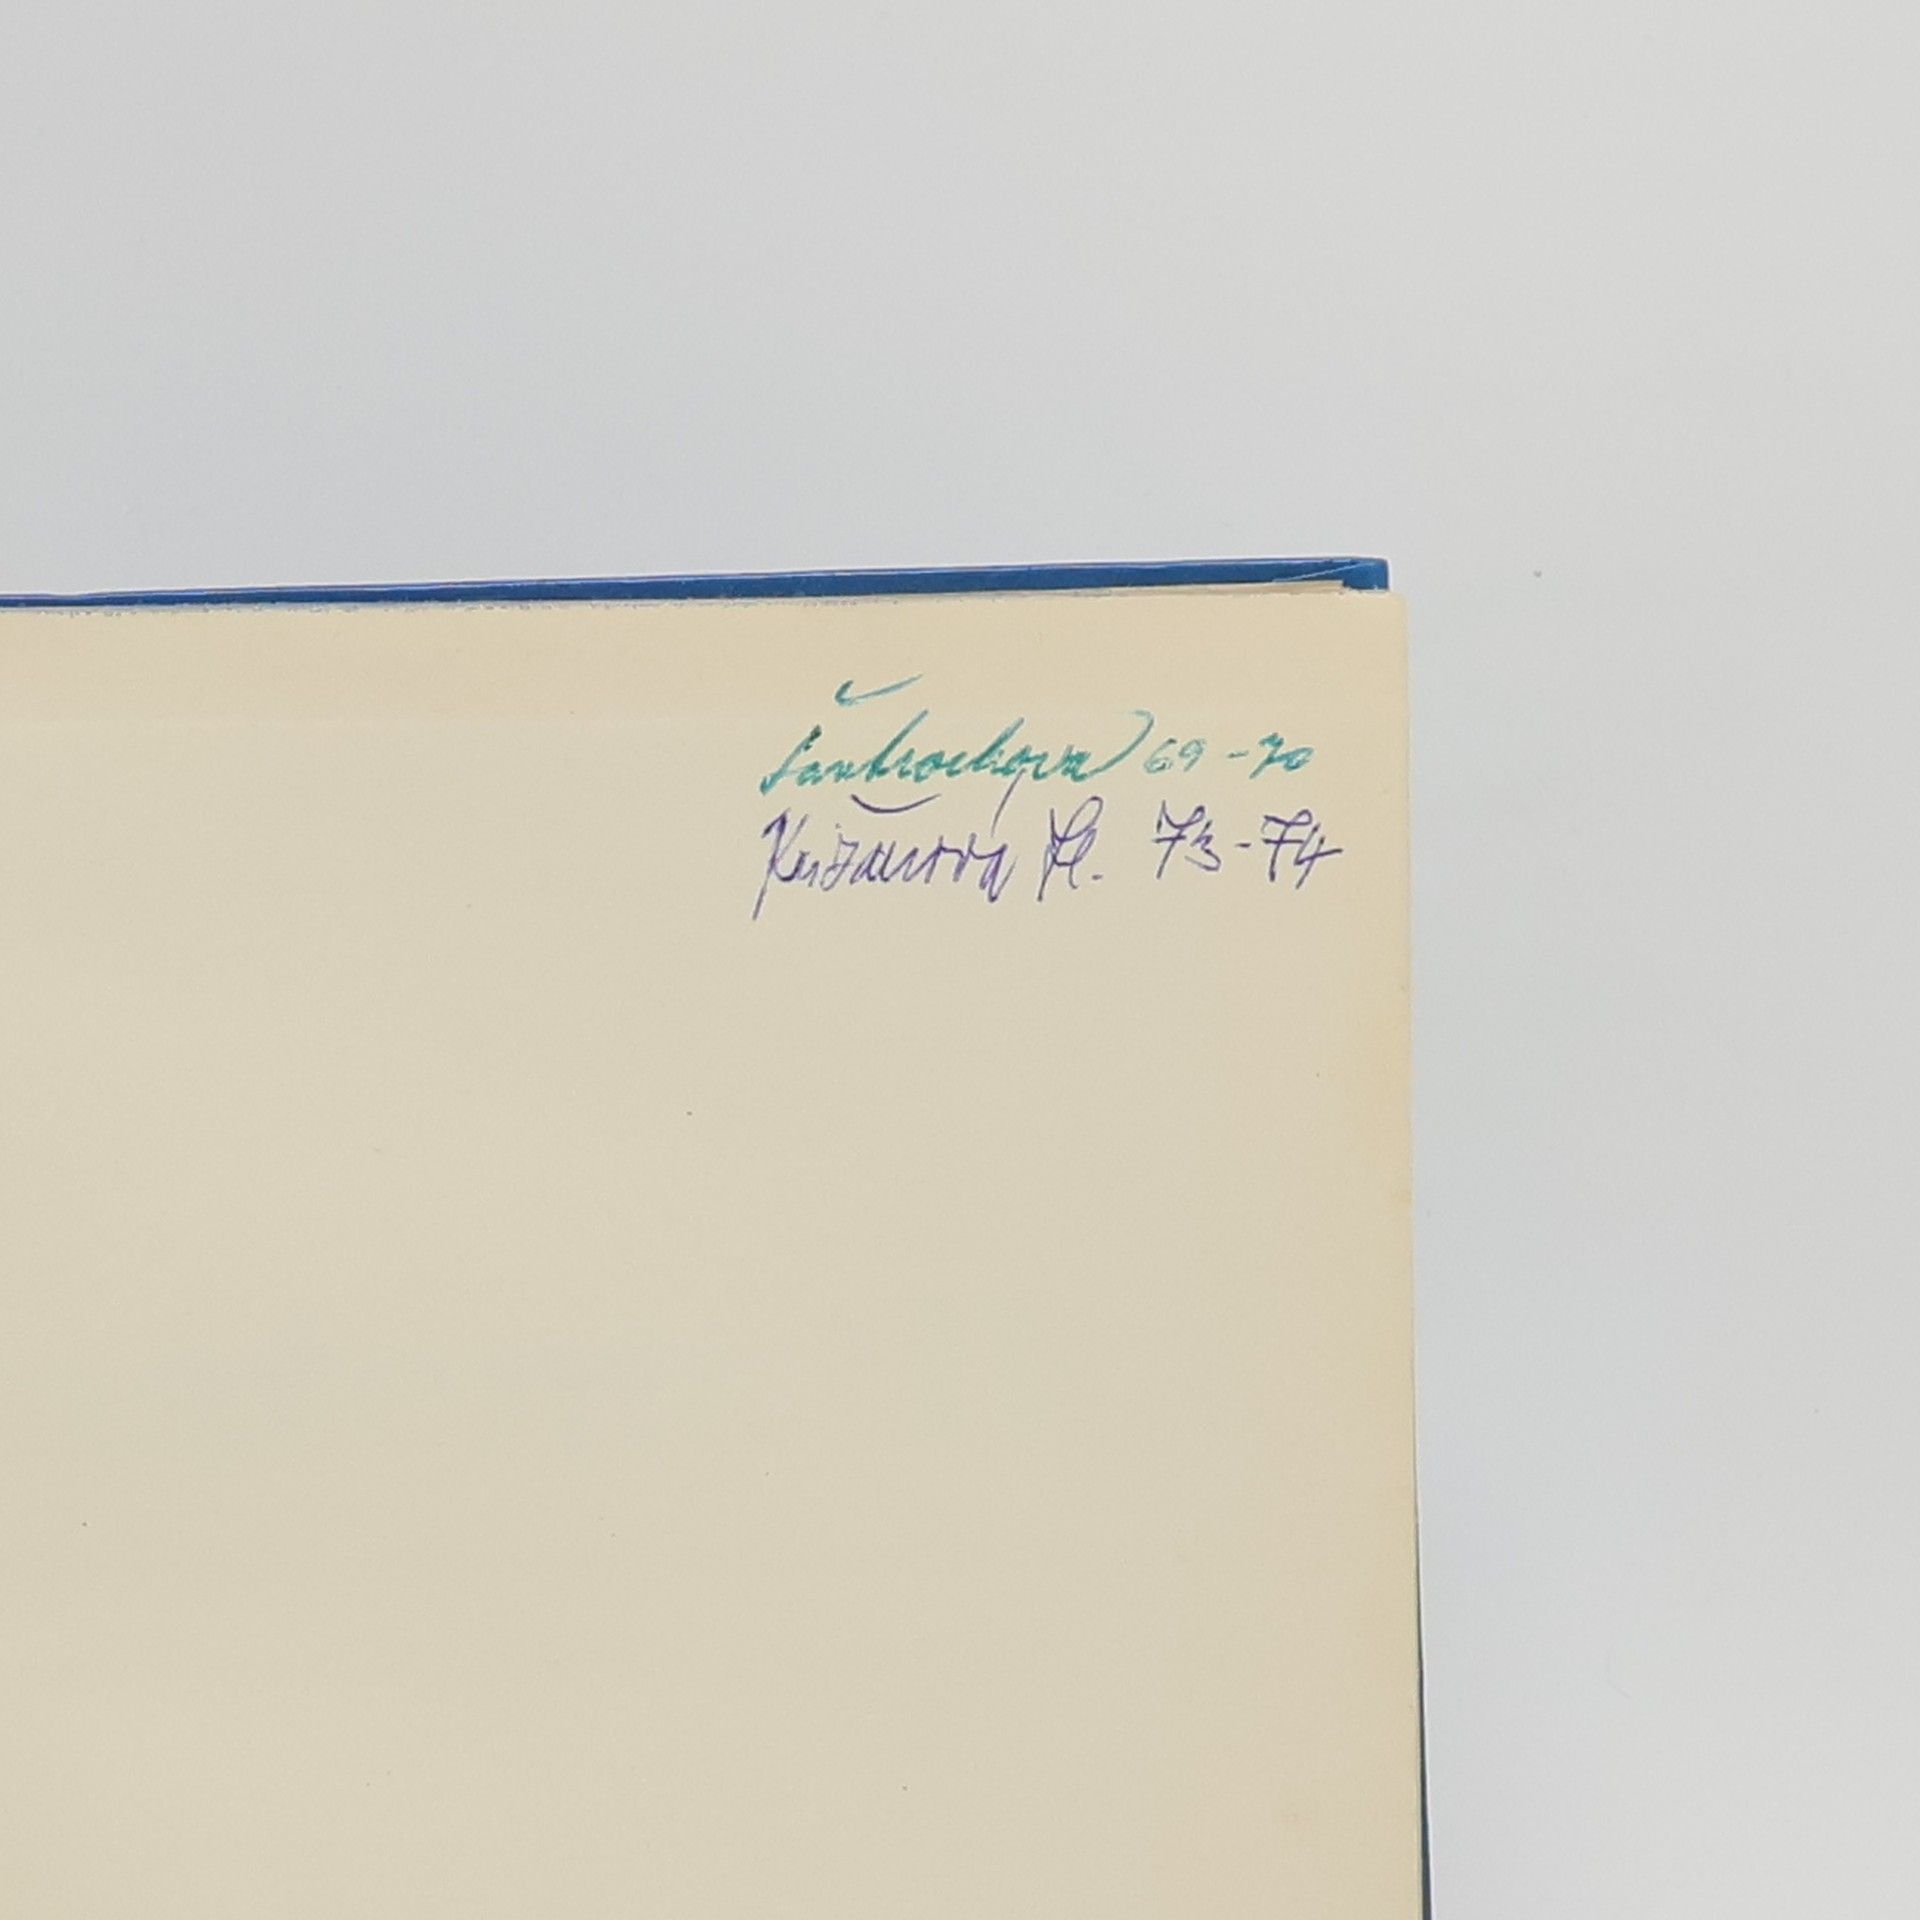 Šantrochová 69-70
Križanová H. 73-74